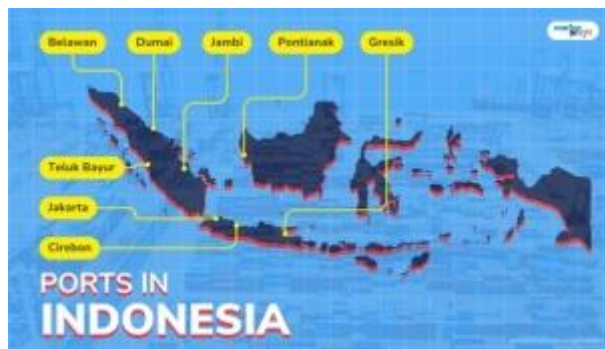 Belawan
Dumai
Jambi
Pontianak
Gresik
Teluk Bayur
Jakarta
Cirebon
PORTS IN
INDONESIA